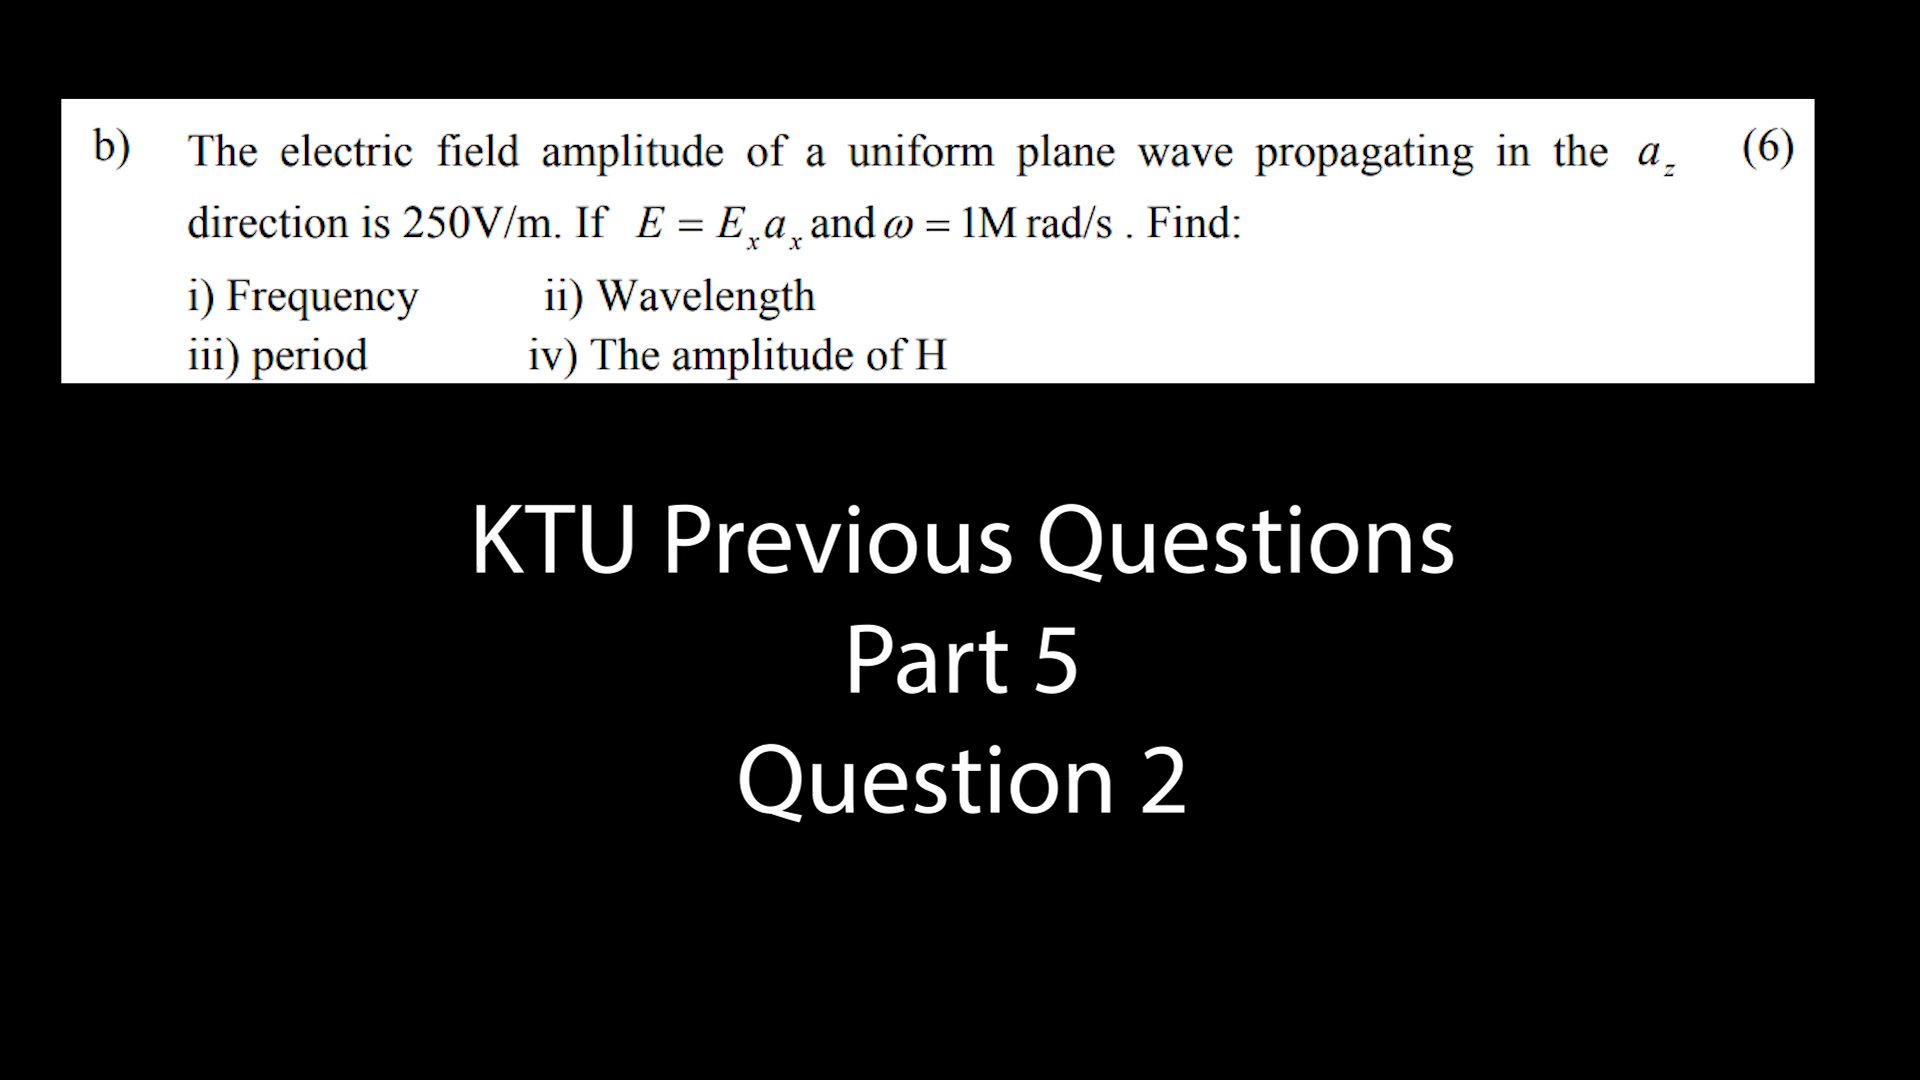 b) The electric field amplitude of a uniform plane wave propagating in the a_z (6)
direction is 250V/m. If E = E_x a_x and ω = 1M rad/s . Find:
i) Frequency ii) Wavelength
iii) period iv) The amplitude of H
KTU Previous Questions
Part 5
Question 2